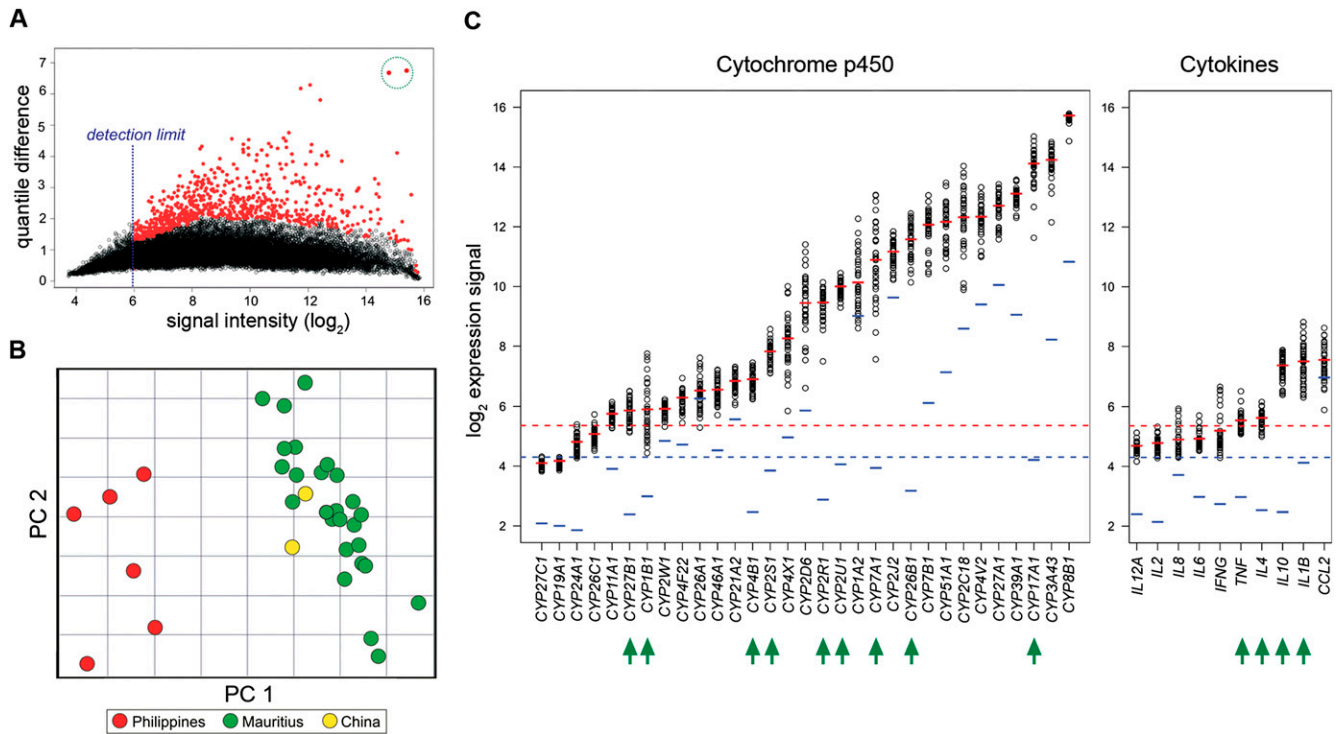 A
quantile difference
7
6
5
4
3
2
1
0
detection limit
4 6 8 10 12 14 16
signal intensity (log2)
B
PC 2
PC 1
Philippines Mauritius China
C
Cytochrome p450
log2 expression signal
16
14
12
10
8
6
4
2
CYP27C1
CYP19A1
CYP24A1
CYP26C1
CYP11A1
CYP27B1
CYP1B1
CYP2W1
CYP4F22
CYP26A1
CYP46A1
CYP21A2
CYP4B1
CYP2S1
CYP4X1
CYP2D6
CYP2R1
CYP2U1
CYP1A2
CYP7A1
CYP2J2
CYP26B1
CYP7B1
CYP51A1
CYP2C18
CYP4V2
CYP27A1
CYP39A1
CYP17A1
CYP3A43
CYP8B1
Cytokines
16
14
12
10
8
6
4
2
IL12A
IL2
IL8
IL6
IFNG
TNF
IL4
IL10
IL1B
CCL2